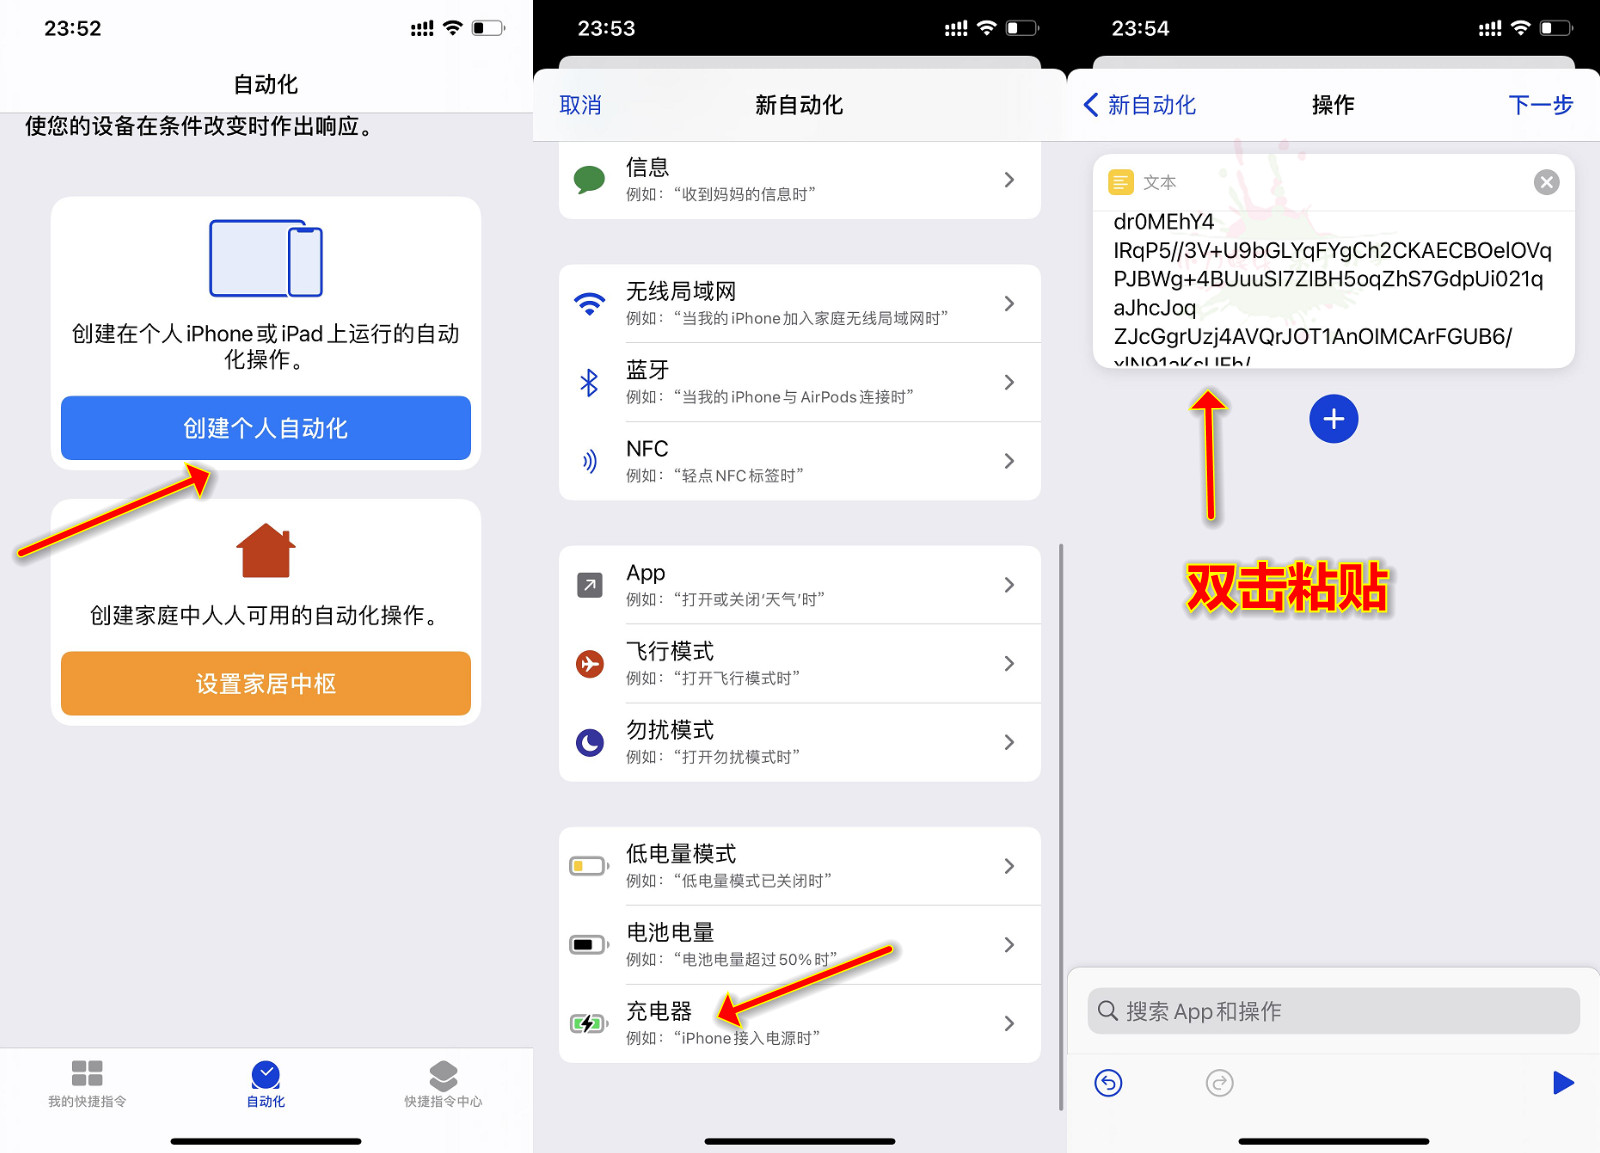 23:52
自动化
使您的设备在条件改变时作出响应。
创建在个人iPhone或iPad上运行的自动
化操作。
创建个人自动化
创建家庭中人人可用的自动化操作。
设置家居中枢
我的快捷指令
自动化
快捷指令中心
23:53
取消
新自动化
信息
例如：“收到妈妈的信息时”
无线局域网
例如：“当我的iPhone加入家庭无线局域网时”
蓝牙
例如：“当我的iPhone与AirPods连接时”
NFC
例如：“轻点NFC标签时”
App
例如：“打开或关闭‘天气’时”
飞行模式
例如：“打开飞行模式时”
勿扰模式
例如：“打开勿扰模式时”
低电量模式
例如：“低电量模式已关闭时”
电池电量
例如：“电池电量超过50%时”
充电器
例如：“iPhone接入电源时”
23:54
新自动化
操作
下一步
文本
dr0MEhY4
IRqP5//3V+U9bGLYqFYgCh2CKAECBOelOVq
PJBWg+4BUuuSI7ZIBH5oqZhS7GdpUi021q
aJhcJoq
ZJcGgrUzj4AVQrJOT1AnOIMCArFGUB6/
双击粘贴
搜索App和操作